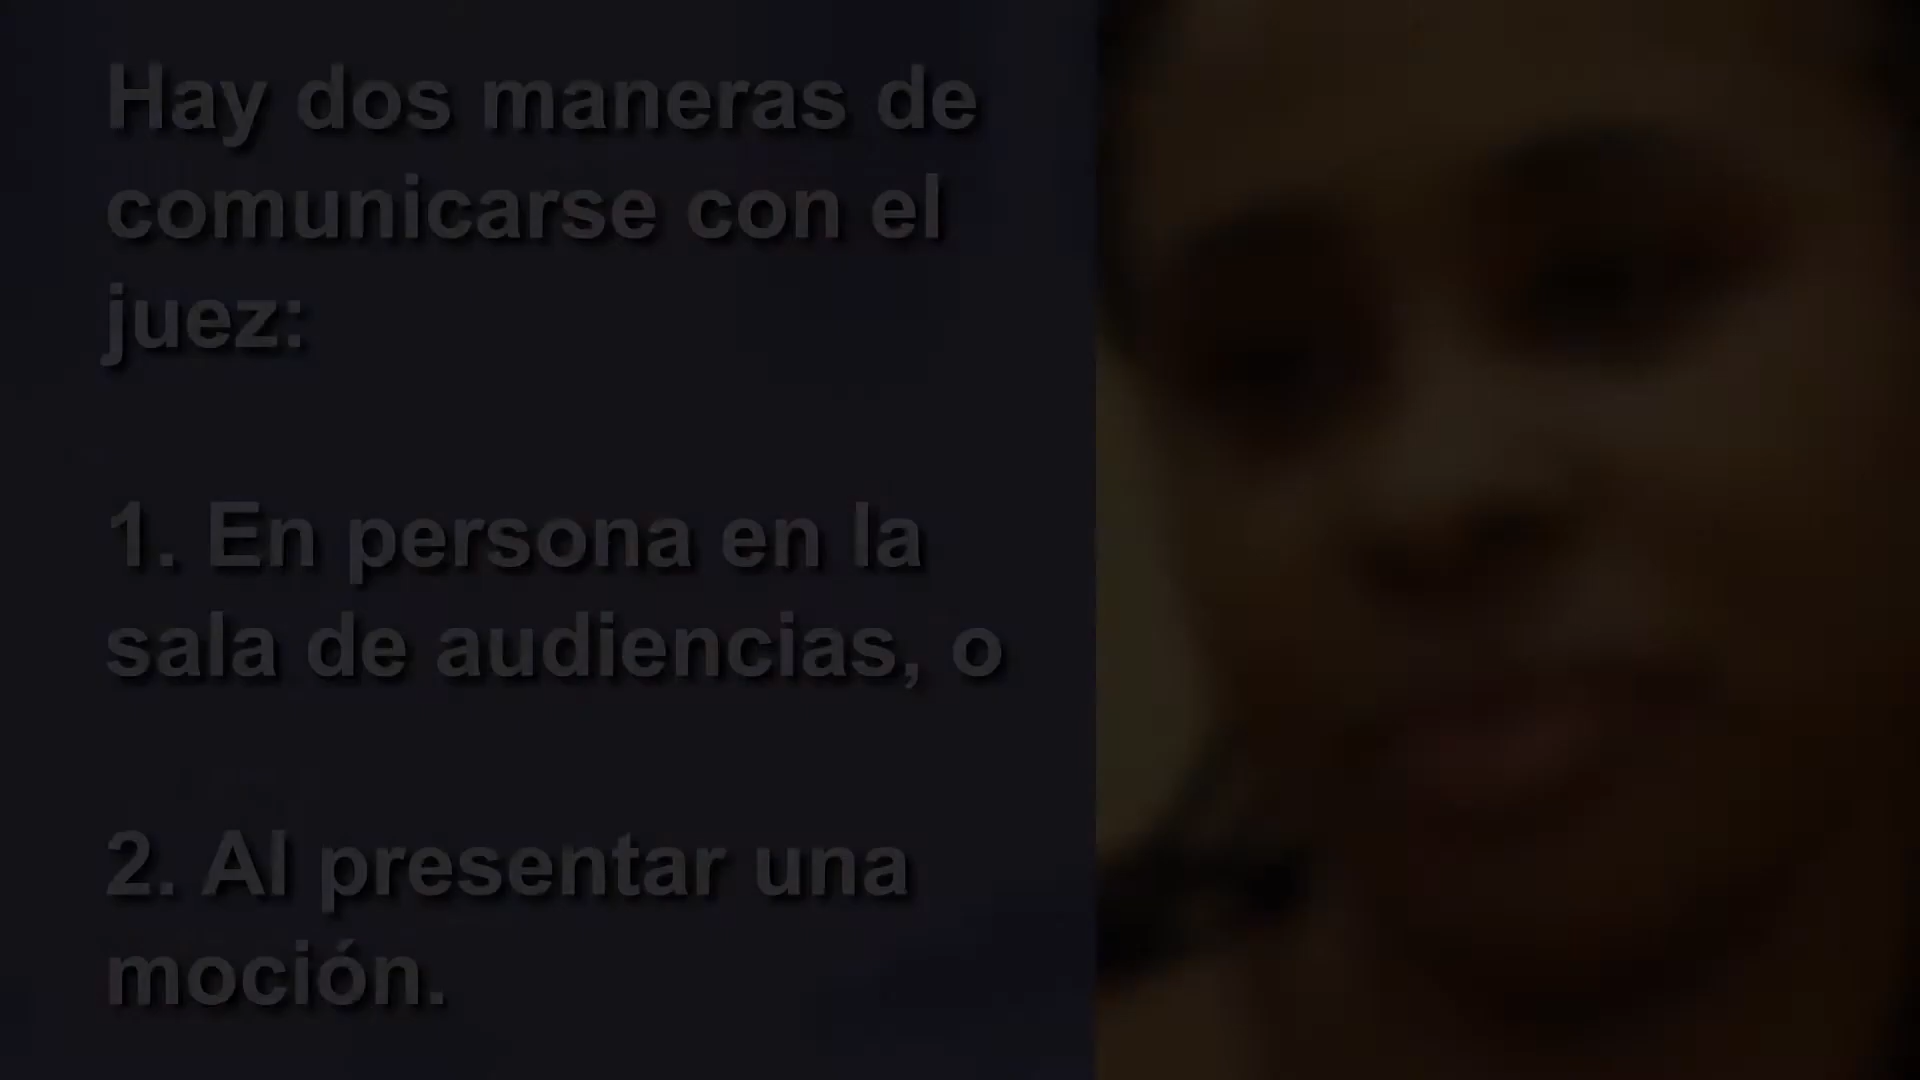 Hay dos maneras de
comunicarse con el
juez:
1. En persona en la
sala de audiencias, o
2. Al presentar una
moción.